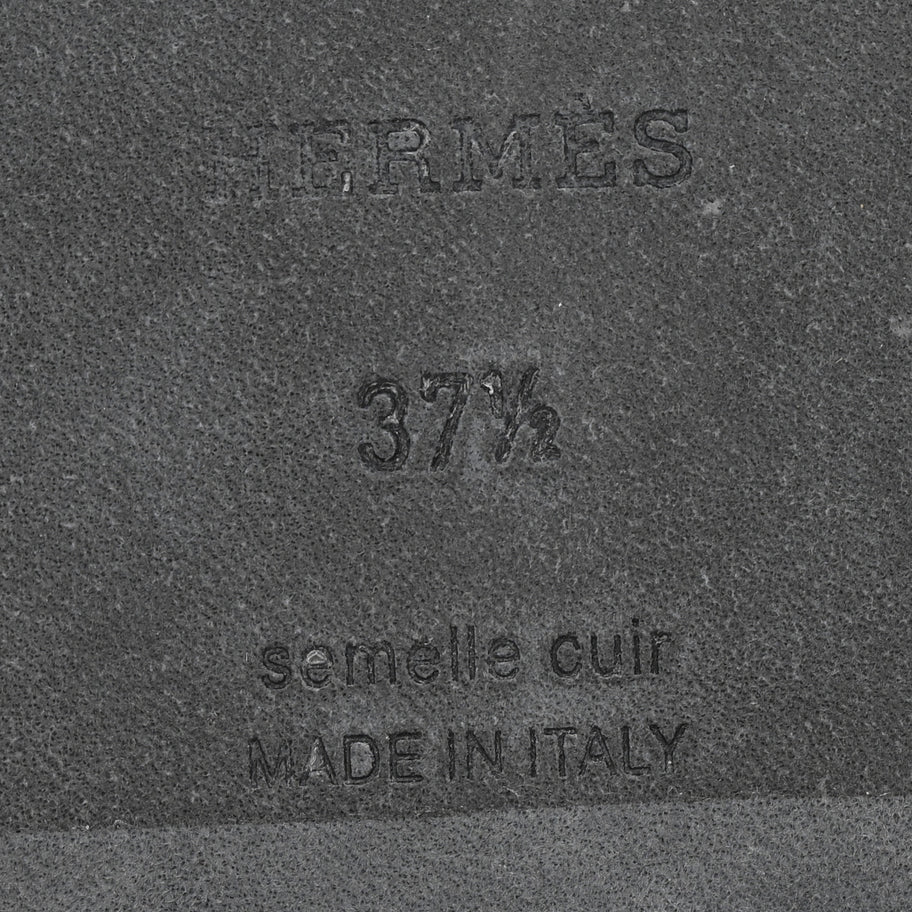 HERMÈS
37½
semelle cuir
MADE IN ITALY